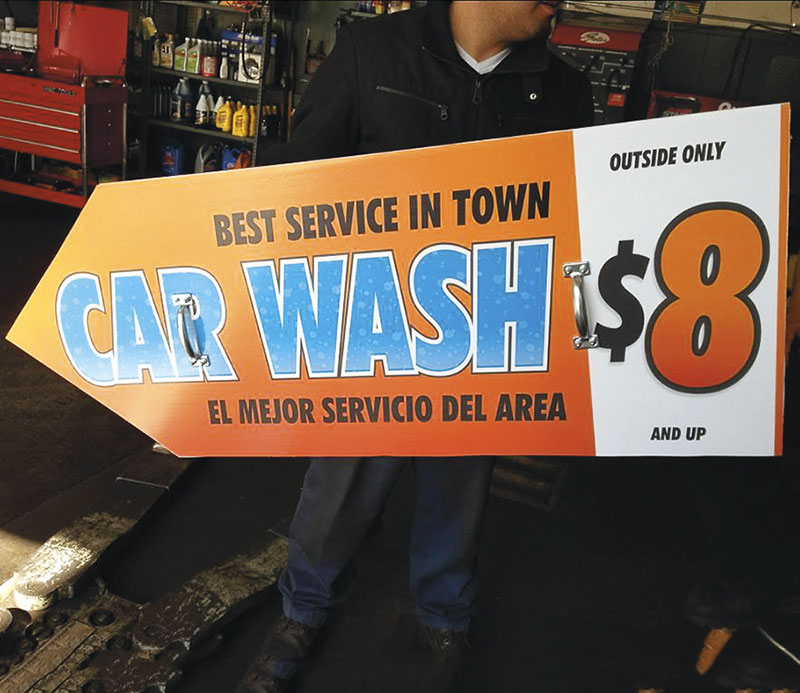 BEST SERVICE IN TOWN
CAR WASH
EL MEJOR SERVICIO DEL AREA
OUTSIDE ONLY
$8
AND UP